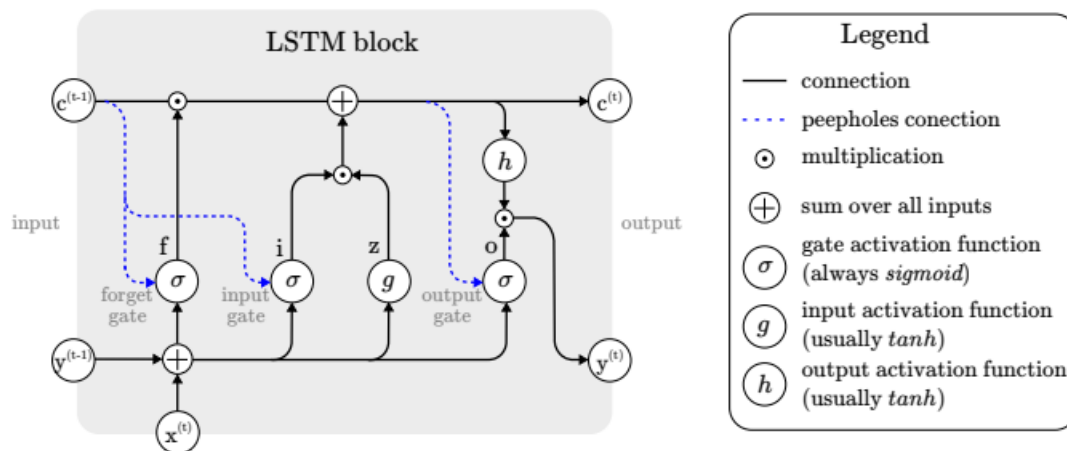 LSTM block
c(t-1)
c(t)
h
input
output
f
i
z
o
σ
σ
g
σ
forget
gate
input
gate
output
gate
y(t-1)
y(t)
x(t)
Legend
connection
peepholes conection
multiplication
sum over all inputs
σ
gate activation function
(always sigmoid)
g
input activation function
(usually tanh)
h
output activation function
(usually tanh)